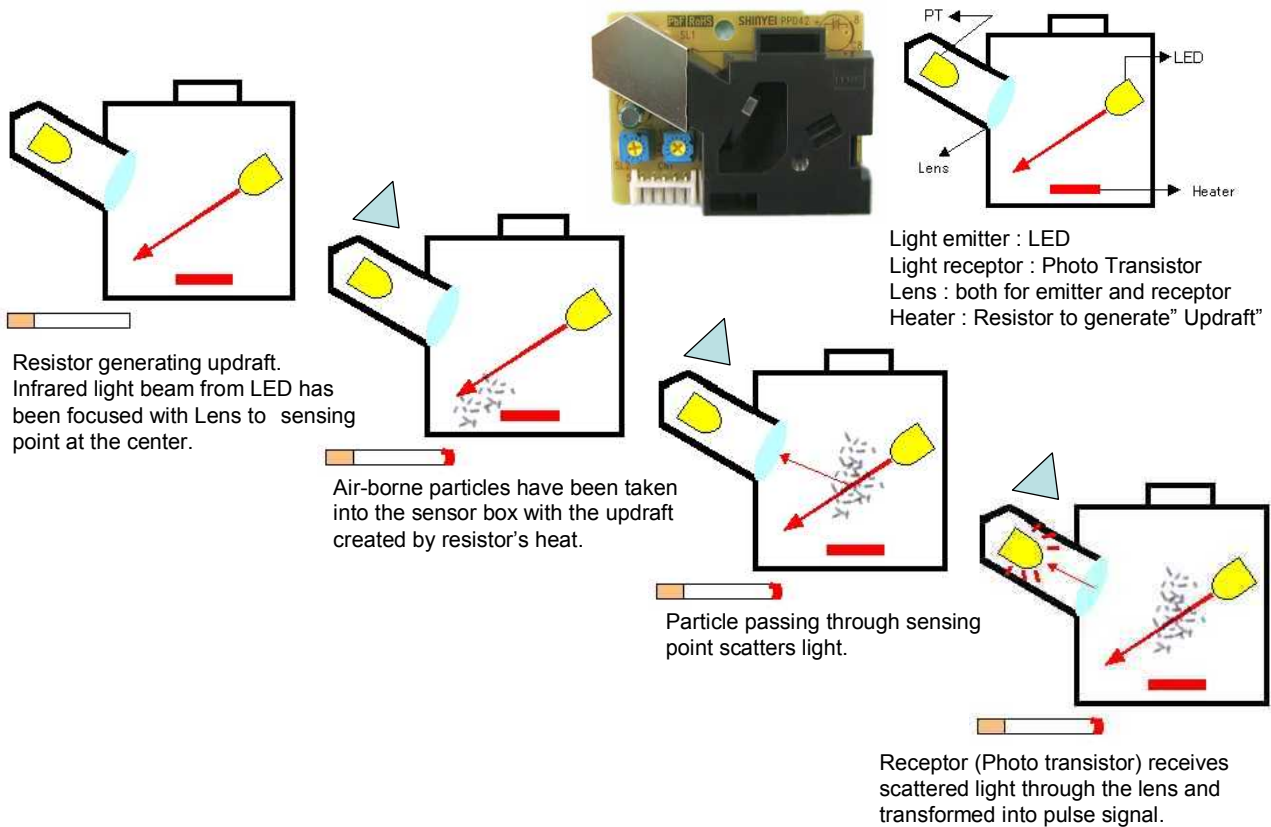 PbF RoHS SHINYEI PPD42
SL1
8
CN1
PT
LED
Lens
Heater
Light emitter : LED
Light receptor : Photo Transistor
Lens : both for emitter and receptor
Heater : Resistor to generate” Updraft”
Resistor generating updraft.
Infrared light beam from LED has
been focused with Lens to sensing
point at the center.
Air-borne particles have been taken
into the sensor box with the updraft
created by resistor’s heat.
Particle passing through sensing
point scatters light.
Receptor (Photo transistor) receives
scattered light through the lens and
transformed into pulse signal.